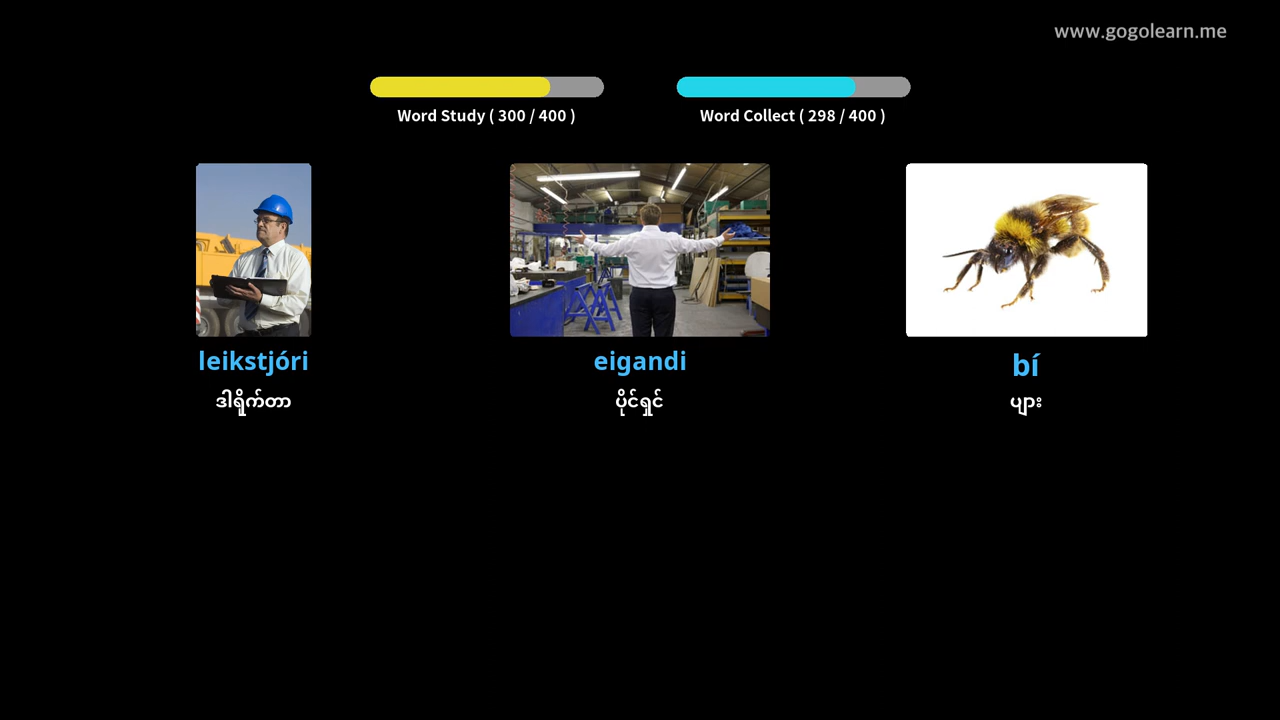 www.gogolearn.me
Word Study ( 300 / 400 )
Word Collect ( 298 / 400 )
leikstjóri
eigandi
bí
ဒါရိုက်တာ
ပိုင်ရှင်
ပျား